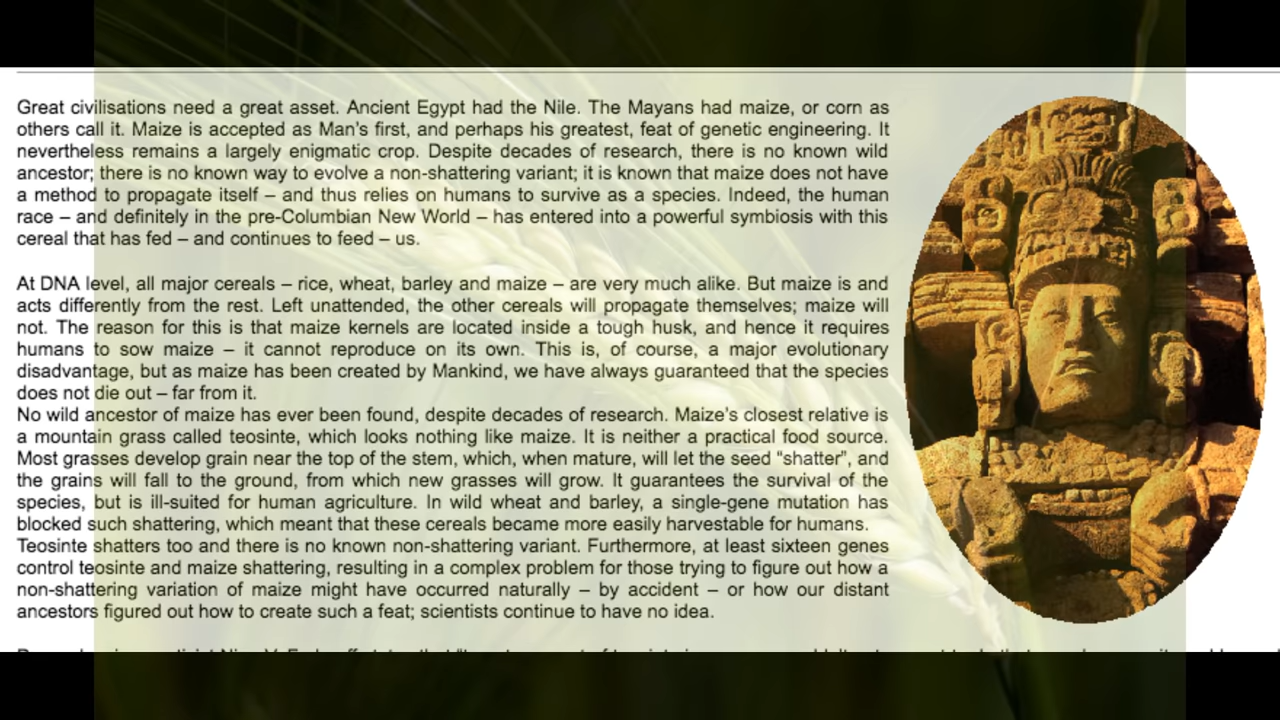 Great civilisations need a great asset. Ancient Egypt had the Nile. The Mayans had maize, or corn as
others call it. Maize is accepted as Man's first, and perhaps his greatest, feat of genetic engineering. It
nevertheless remains a largely enigmatic crop. Despite decades of research, there is no known wild
ancestor; there is no known way to evolve a non-shattering variant; it is known that maize does not have
a method to propagate itself – and thus relies on humans to survive as a species. Indeed, the human
race – and definitely in the pre-Columbian New World – has entered into a powerful symbiosis with this
cereal that has fed – and continues to feed – us.
At DNA level, all major cereals – rice, wheat, barley and maize – are very much alike. But maize is and
acts differently from the rest. Left unattended, the other cereals will propagate themselves; maize will
not. The reason for this is that maize kernels are located inside a tough husk, and hence it requires
humans to sow maize – it cannot reproduce on its own. This is, of course, a major evolutionary
disadvantage, but as maize has been created by Mankind, we have always guaranteed that the species
does not die out – far from it.
No wild ancestor of maize has ever been found, despite decades of research. Maize's closest relative is
a mountain grass called teosinte, which looks nothing like maize. It is neither a practical food source.
Most grasses develop grain near the top of the stem, which, when mature, will let the seed "shatter", and
the grains will fall to the ground, from which new grasses will grow. It guarantees the survival of the
species, but is ill-suited for human agriculture. In wild wheat and barley, a single-gene mutation has
blocked such shattering, which meant that these cereals became more easily harvestable for humans.
Teosinte shatters too and there is no known non-shattering variant. Furthermore, at least sixteen genes
control teosinte and maize shattering, resulting in a complex problem for those trying to figure out how a
non-shattering variation of maize might have occurred naturally – by accident – or how our distant
ancestors figured out how to create such a feat; scientists continue to have no idea.